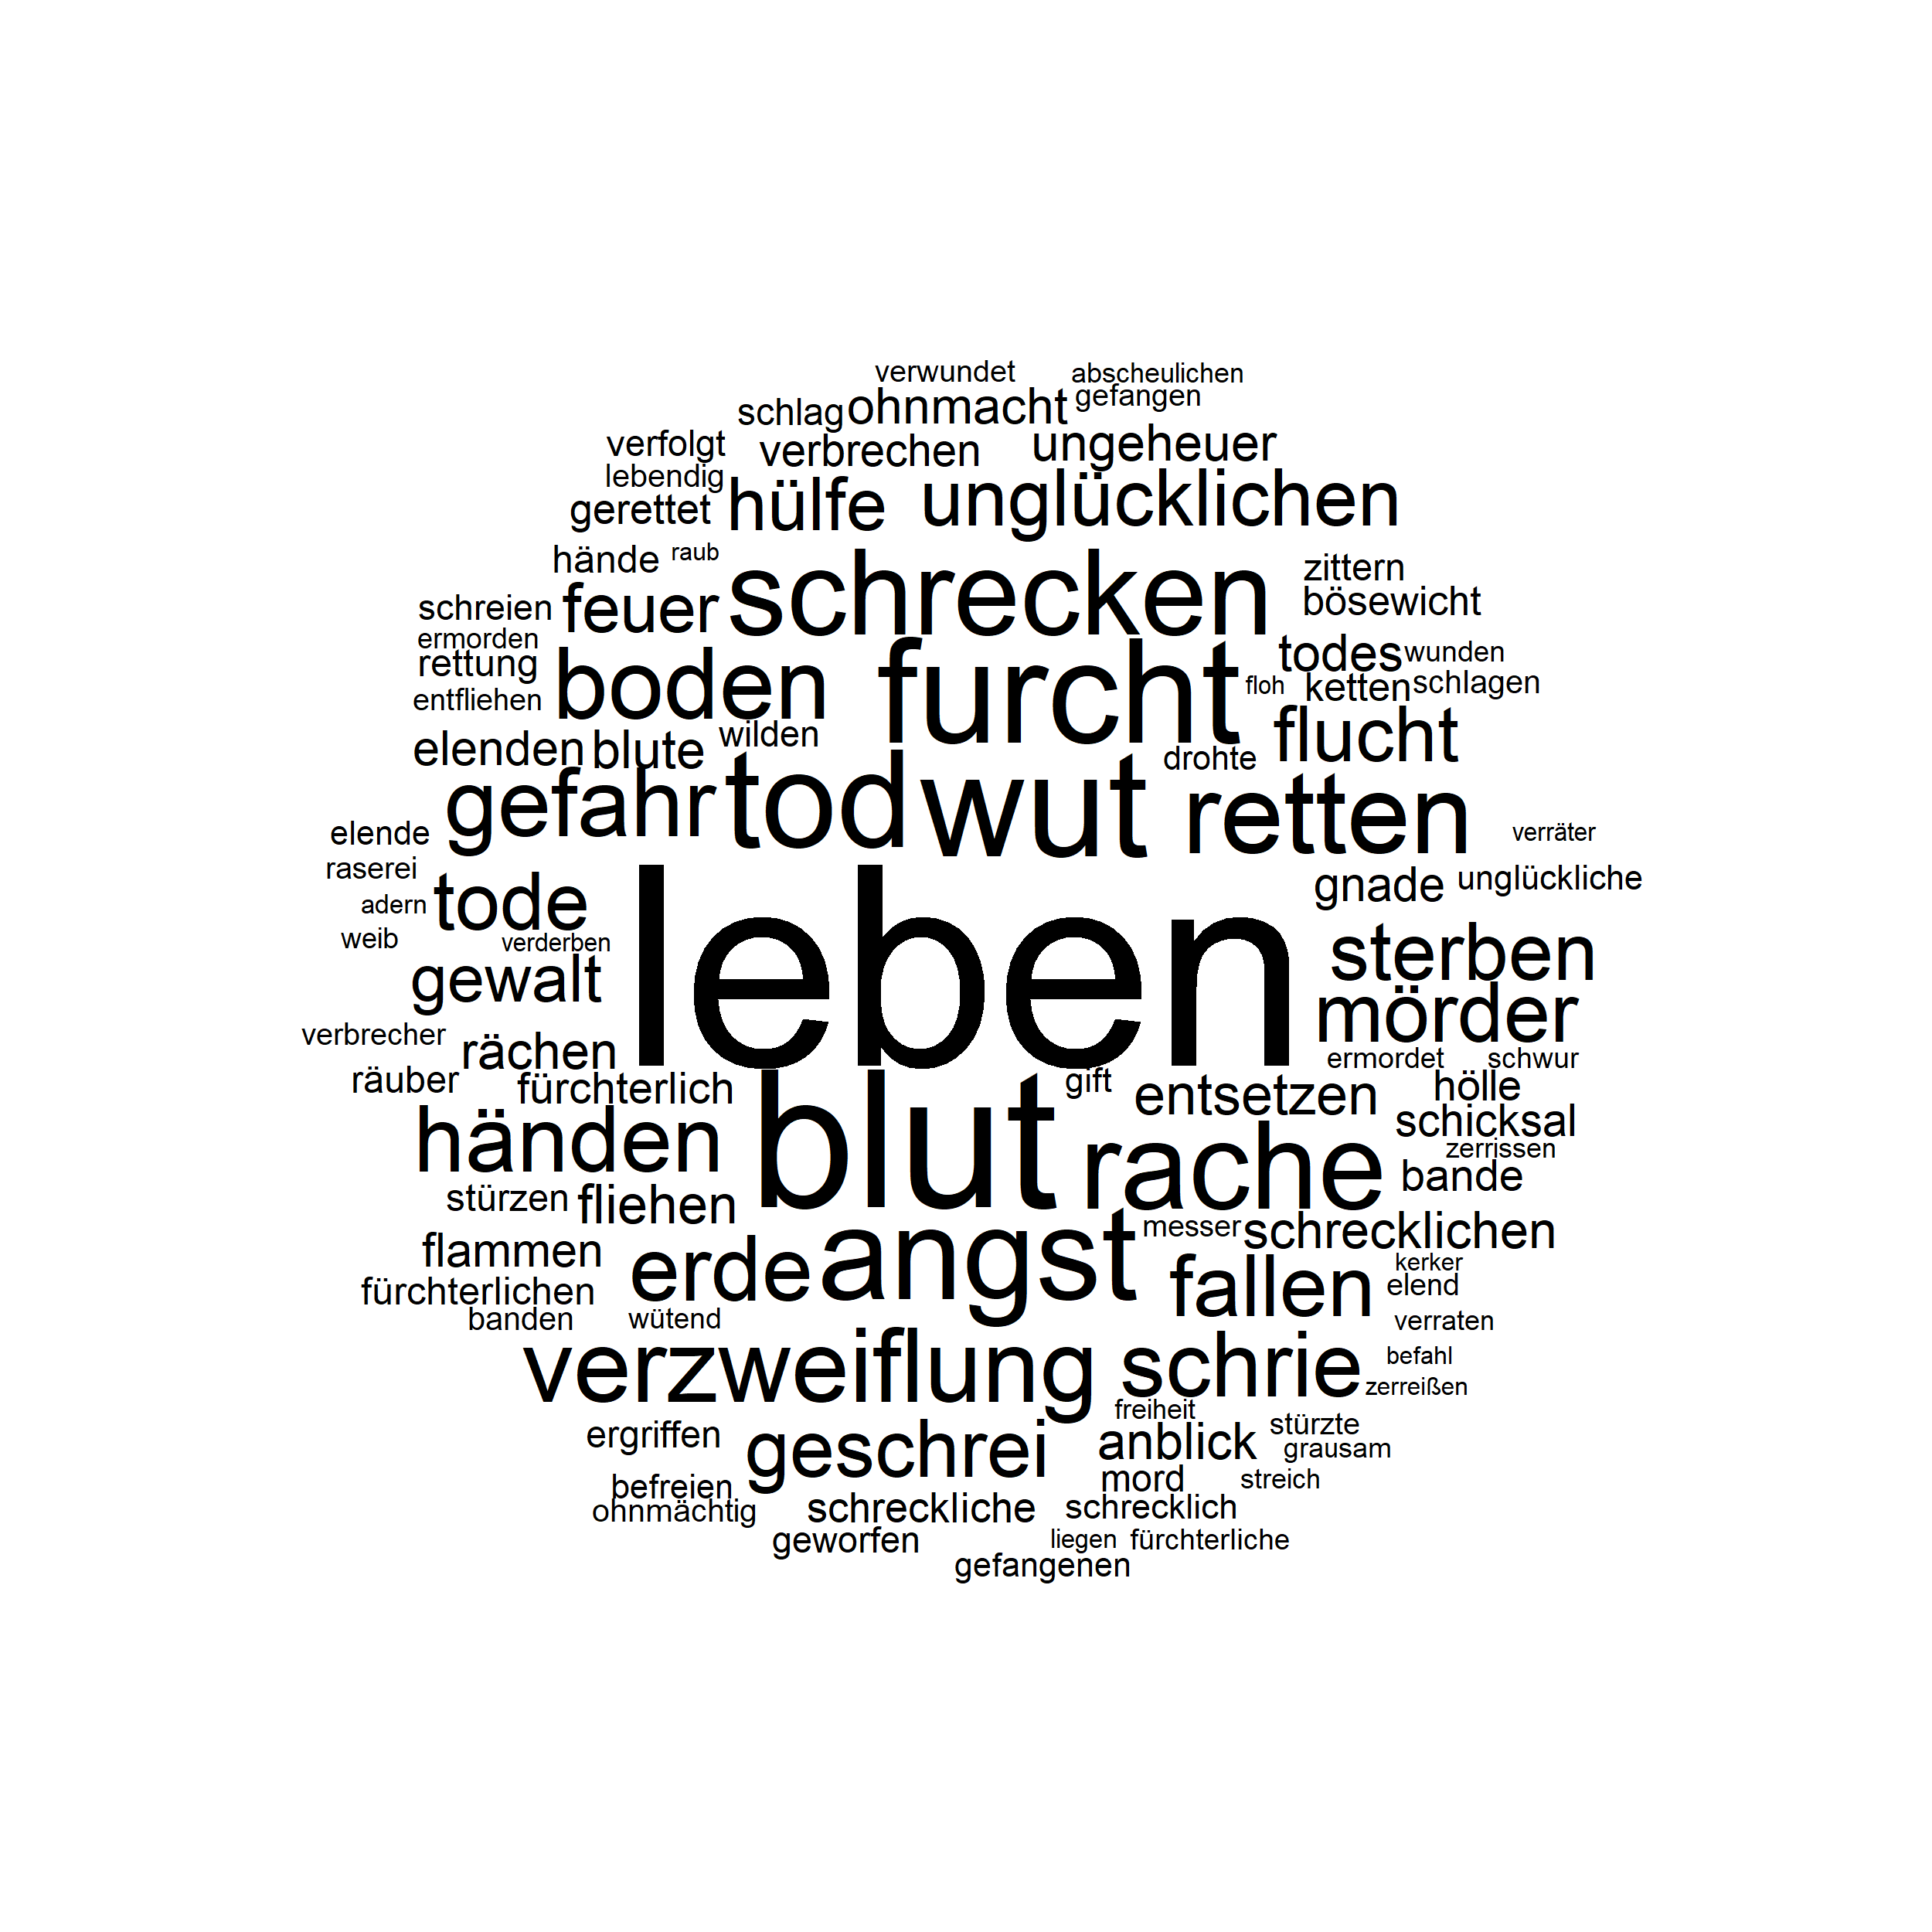 verwundet abscheulichen
schlag ohnmacht gefangen
verfolgt verbrechen ungeheuer
lebendig
gerettet hülfe unglücklichen
hände raub
schreien feuer schrecken zittern
bösewicht
ermorden
rettung boden furcht todes wunden
entfliehen floh ketten schlagen
elenden blute wilden drohte flucht
gefahr tod wut retten
elende verräter
raserei
adern tode gnade unglückliche
weib verderben leben sterben
gewalt mörder
verbrecher rächen ermordet schwur
räuber fürchterlich gift entsetzen hölle
schicksal
händen blut rache zerrissen
bande
stürzen fliehen
flammen erde angst messer schrecklichen
fallen kerker
fürchterlichen elend
banden wütend verraten
verzweiflung schrie befahl
zerreißen
freiheit
ergriffen geschrei anblick stürzte
grausam
befreien mord streich
ohnmächtig schreckliche schrecklich
geworfen liegen fürchterliche
gefangenen